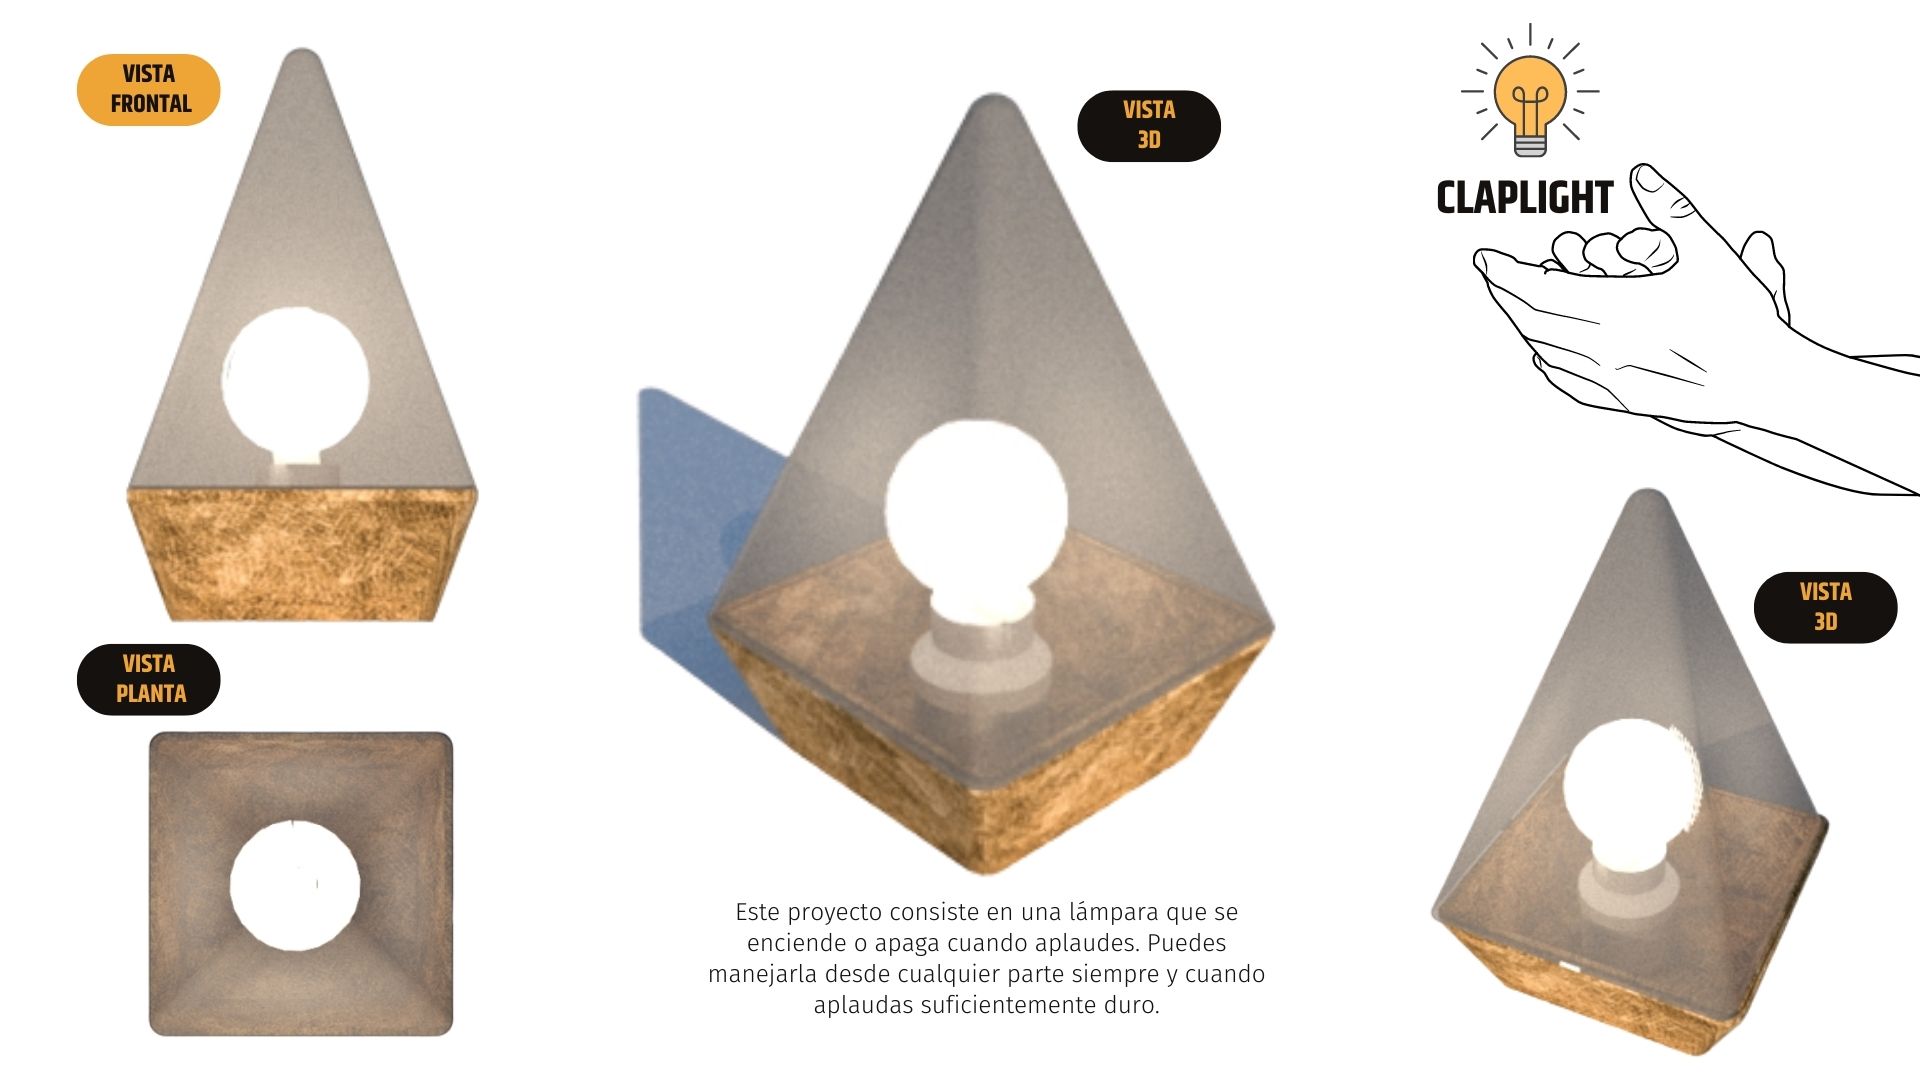 VISTA
FRONTAL
VISTA
3D
CLAPLIGHT
VISTA
3D
VISTA
PLANTA
Este proyecto consiste en una lámpara que se
enciende o apaga cuando aplaudes. Puedes
manejarla desde cualquier parte siempre y cuando
aplaudas suficientemente duro.